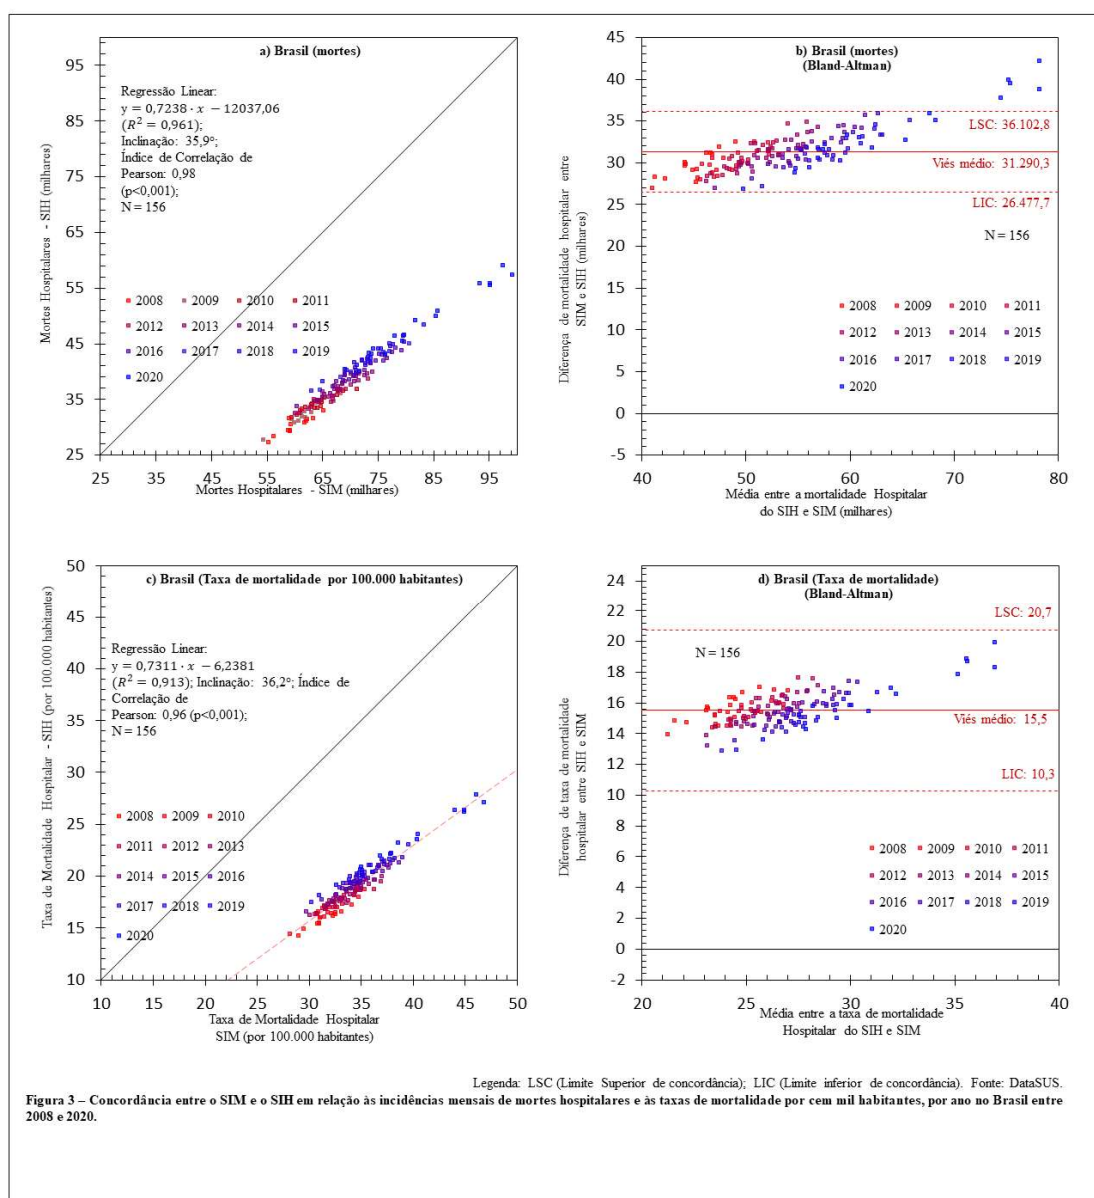 a) Brasil (mortes)
Regressão Linear:
y = 0,7238 · x − 12037,06
(R² = 0,961);
Inclinação: 35,9°;
Índice de Correlação de
Pearson: 0,98
(p<0,001);
N = 156
Mortes Hospitalares - SIH (milhares)
95
85
75
65
55
45
35
25
2008 2009 2010 2011
2012 2013 2014 2015
2016 2017 2018 2019
2020
25 35 45 55 65 75 85 95
Mortes Hospitalares - SIM (milhares)
b) Brasil (mortes)
(Bland-Altman)
Diferença de mortalidade hospitalar entre
SIM e SIH (milhares)
45
40
35
30
25
20
15
10
5
0
-5
LSC: 36.102,8
Viés médio: 31.290,3
LIC: 26.477,7
N = 156
2008 2009 2010 2011
2012 2013 2014 2015
2016 2017 2018 2019
2020
40 50 60 70 80
Média entre a mortalidade Hospitalar
do SIH e SIM (milhares)
c) Brasil (Taxa de mortalidade por 100.000 habitantes)
Regressão Linear:
y = 0,7311 · x − 6,2381
(R² = 0,913); Inclinação: 36,2°; Índice de
Correlação de
Pearson: 0,96 (p<0,001);
N = 156
Taxa de Mortalidade Hospitalar - SIH (por 100.000 habitantes)
50
45
40
35
30
25
20
15
10
2008 2009 2010
2011 2012 2013
2014 2015 2016
2017 2018 2019
2020
10 20 30 35 40 45 50
Taxa de Mortalidade Hospitalar
SIM (por 100.000 habitantes)
d) Brasil (Taxa de mortalidade)
(Bland-Altman)
Diferença de taxa de mortalidade
hospitalar entre SIH e SIM
24
22
20
18
16
14
12
10
8
6
4
2
0
-2
LSC: 20,7
N = 156
Viés médio: 15,5
LIC: 10,3
2008 2009 2010 2011
2012 2013 2014 2015
2016 2017 2018 2019
2020
20 25 30 35 40
Média entre a taxa de mortalidade
Hospitalar do SIH e SIM
Legenda: LSC (Limite Superior de concordância); LIC (Limite inferior de concordância). Fonte: DataSUS.
Figura 3 – Concordância entre o SIM e o SIH em relação às incidências mensais de mortes hospitalares e às taxas de mortalidade por cem mil habitantes, por ano no Brasil entre
2008 e 2020.